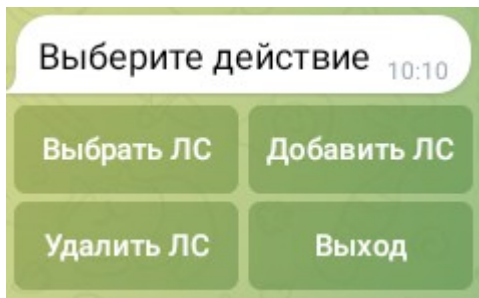 Выберите действие 10:10
Выбрать ЛС Добавить ЛС
Удалить ЛС Выход